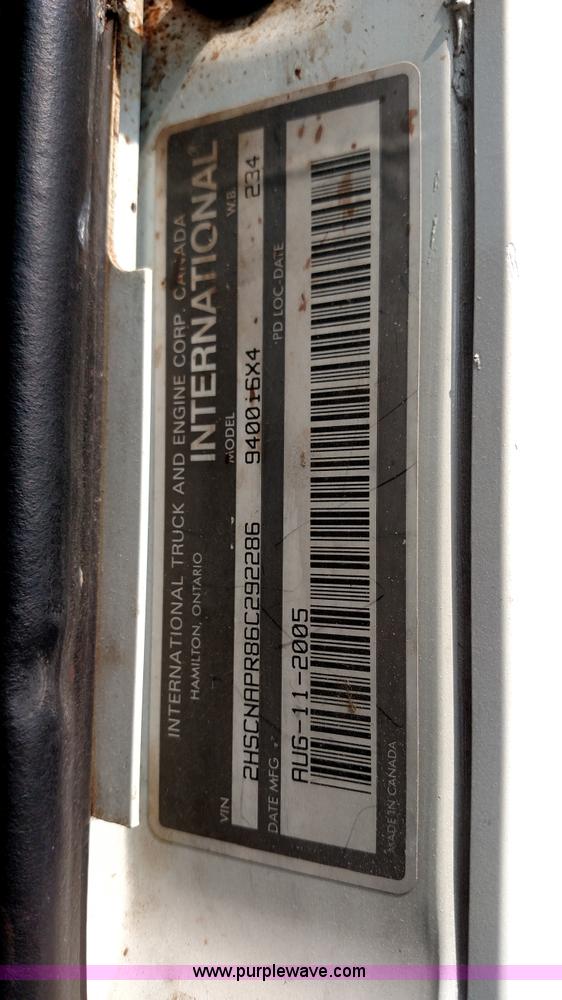 INTERNATIONAL TRUCK AND ENGINE CORP. CANADA
HAMILTON, ONTARIO
INTERNATIONAL®
VIN MODEL W.B.
2HSCNAPR86C292286 9400i6X4 234
DATE MFG. PD LOC-DATE
AUG-11-2005
MADE IN CANADA
www.purplewave.com